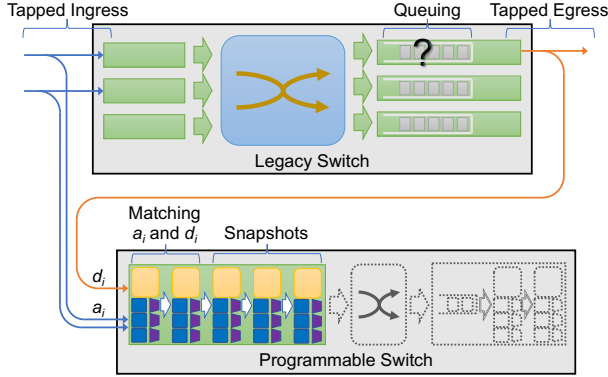 Tapped Ingress
Queuing
Tapped Egress
?
Legacy Switch
Matching
aᵢ and dᵢ
Snapshots
dᵢ
aᵢ
Programmable Switch